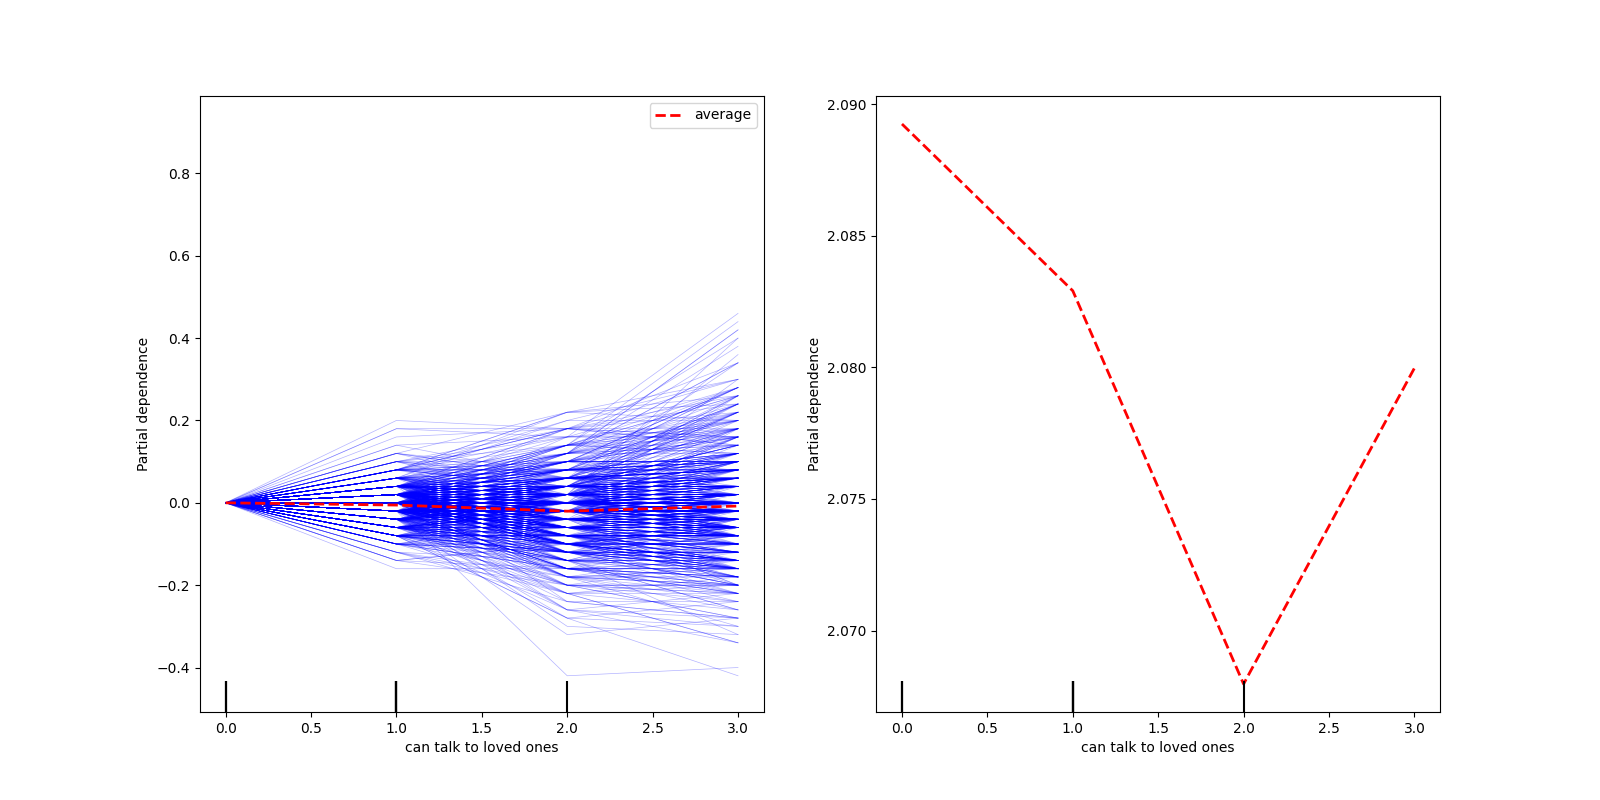 average
Partial dependence
0.8
0.6
0.4
0.2
0.0
−0.2
−0.4
0.0 0.5 1.0 1.5 2.0 2.5 3.0
can talk to loved ones
Partial dependence
2.090
2.085
2.080
2.075
2.070
0.0 0.5 1.0 1.5 2.0 2.5 3.0
can talk to loved ones